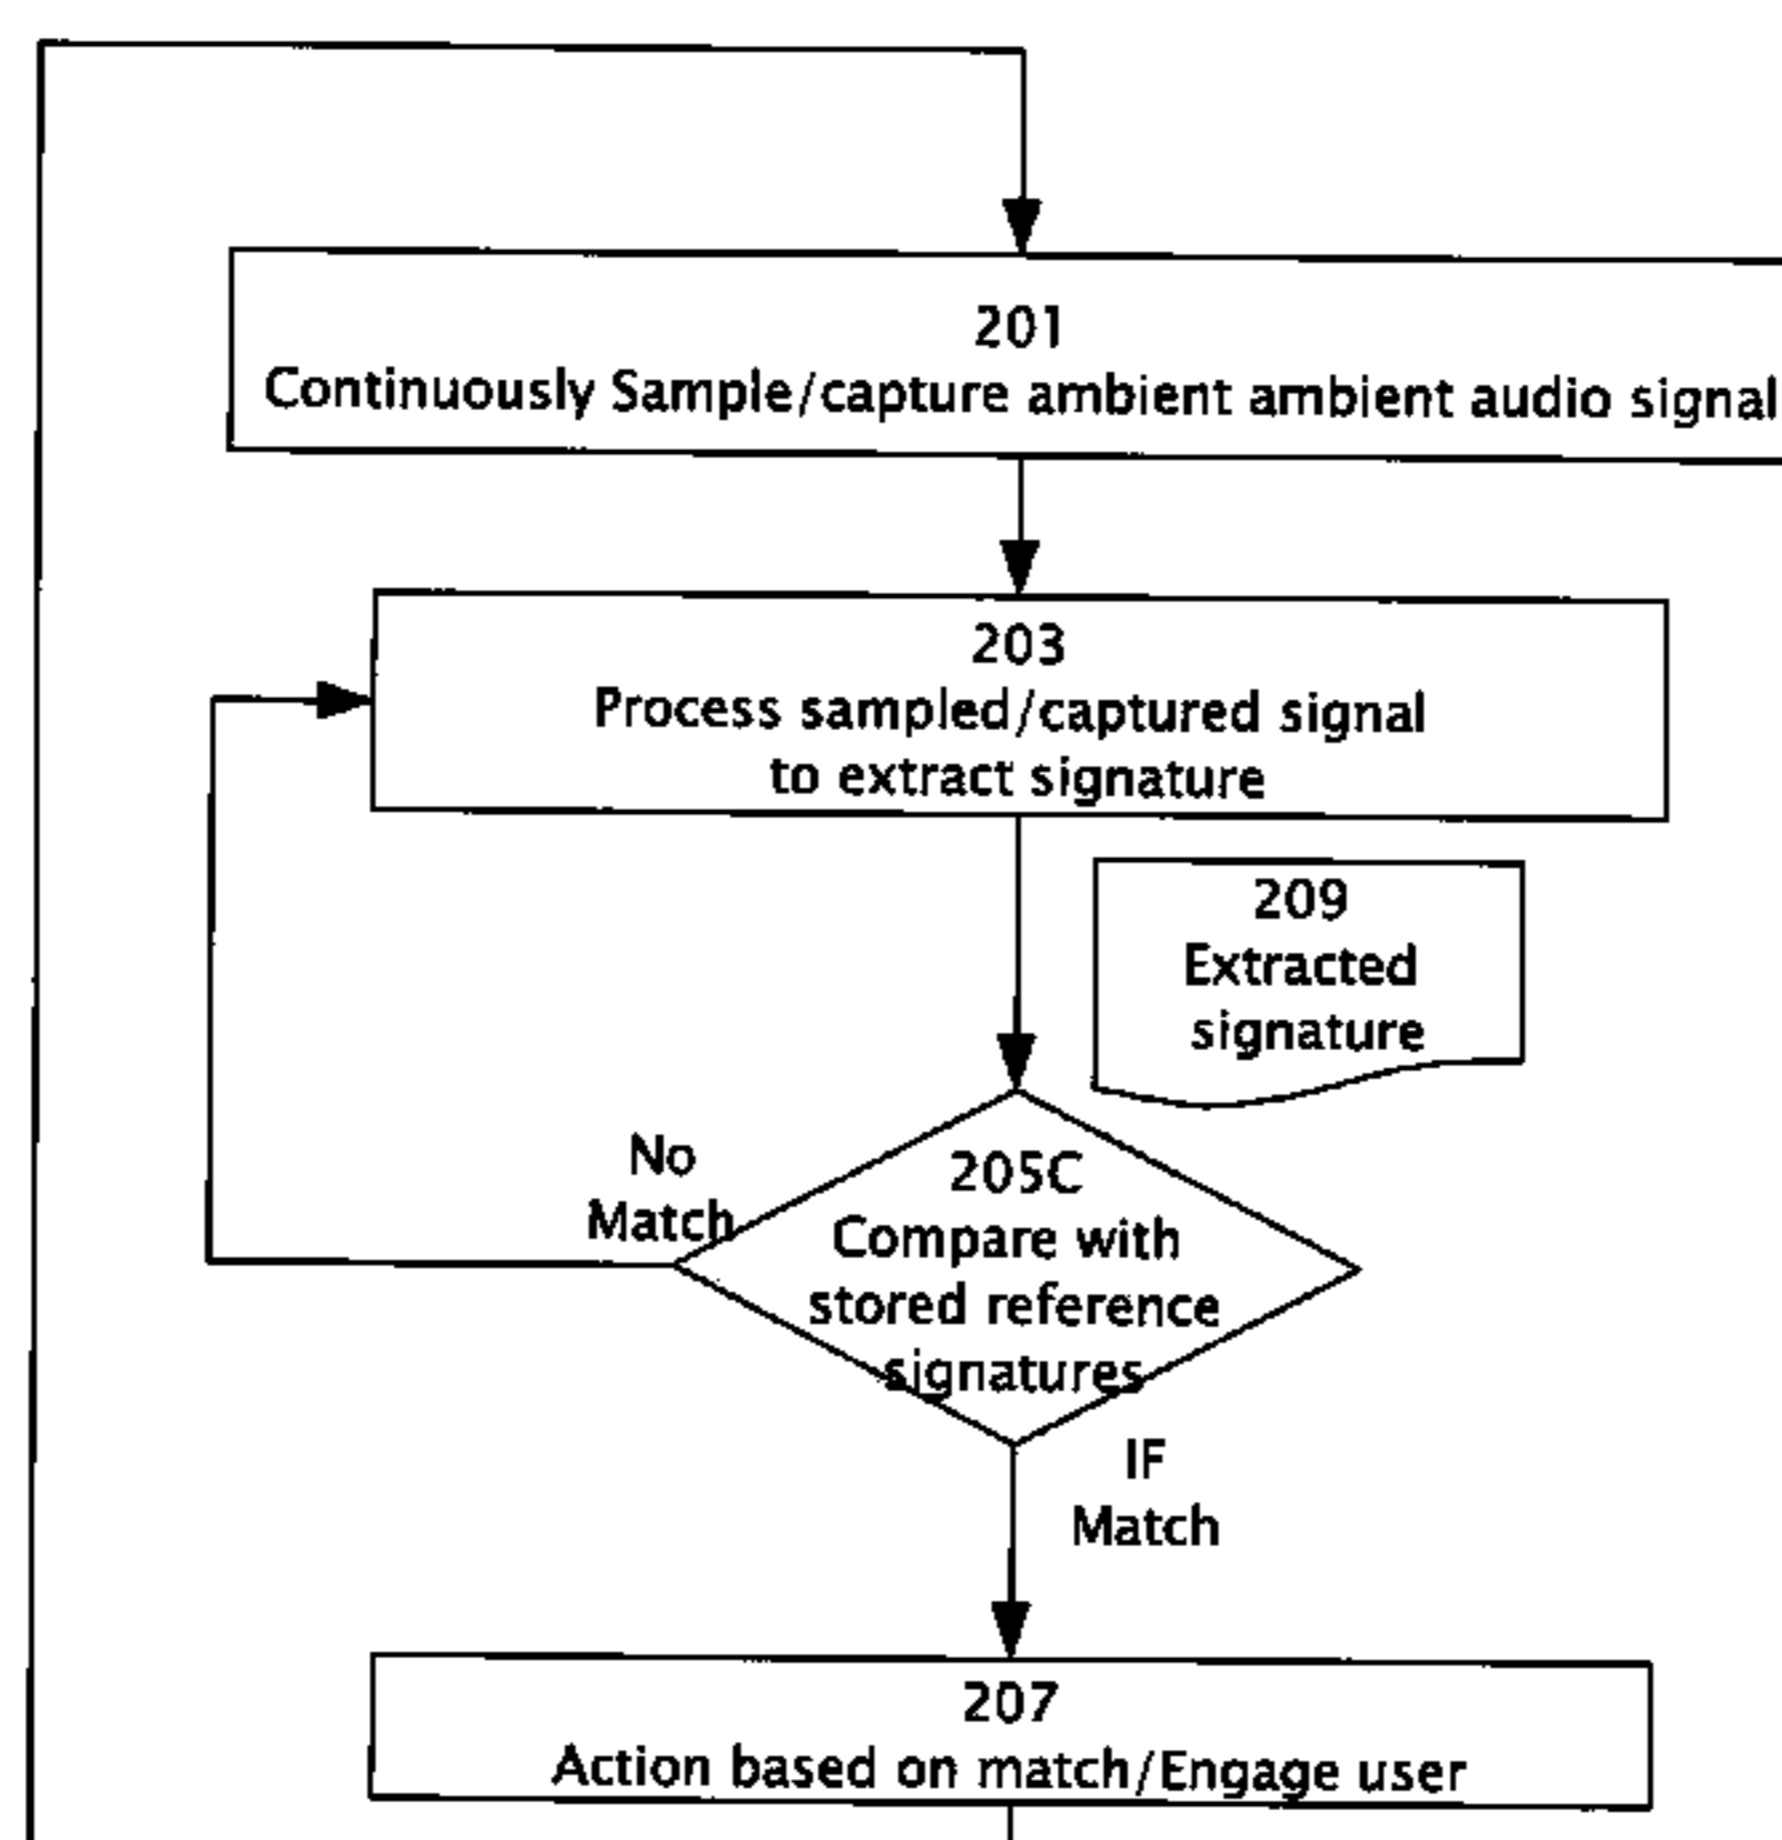 201
Continuously Sample/capture ambient ambient audio signal
203
Process sampled/captured signal
to extract signature
209
Extracted
signature
No
Match
205C
Compare with
stored reference
signatures
IF
Match
207
Action based on match/Engage user